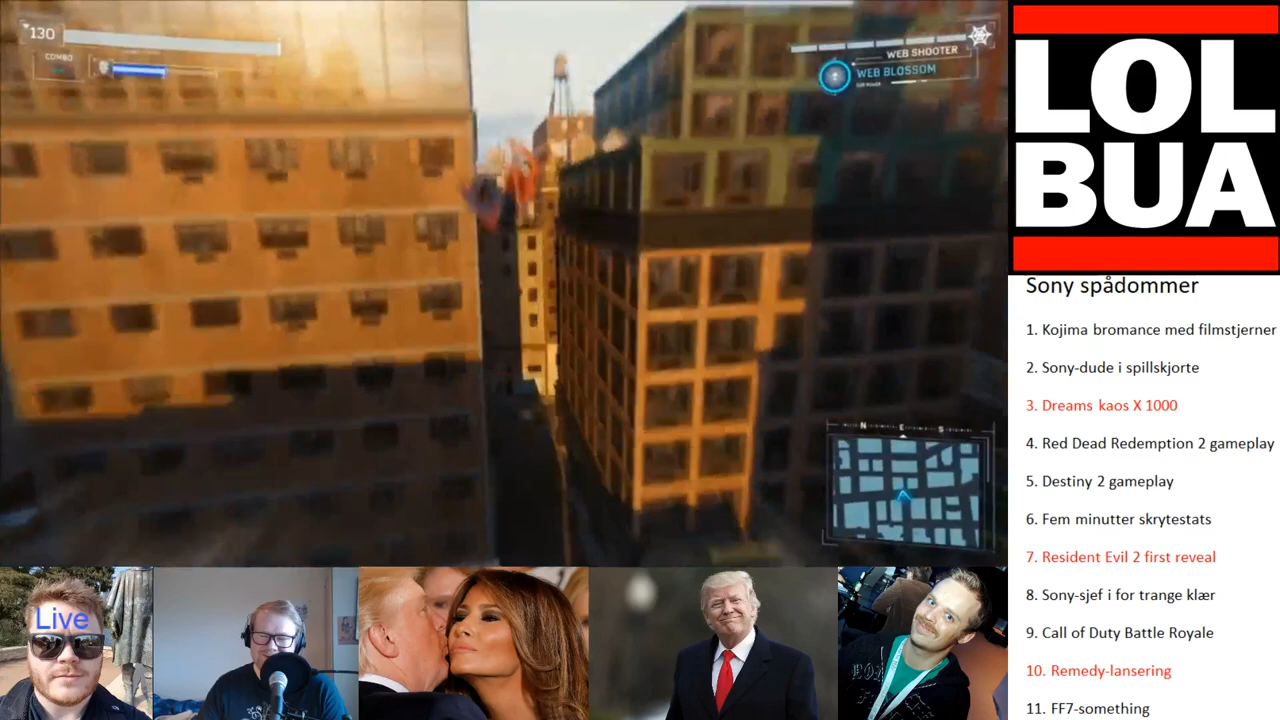 130
COMBO
WEB SHOOTER
WEB BLOSSOM
N E S
Live
LOL
BUA
Sony spådommer
1. Kojima bromance med filmstjerner
2. Sony-dude i spillskjorte
3. Dreams kaos X 1000
4. Red Dead Redemption 2 gameplay
5. Destiny 2 gameplay
6. Fem minutter skrytestats
7. Resident Evil 2 first reveal
8. Sony-sjef i for trange klær
9. Call of Duty Battle Royale
10. Remedy-lansering
11. FF7-something